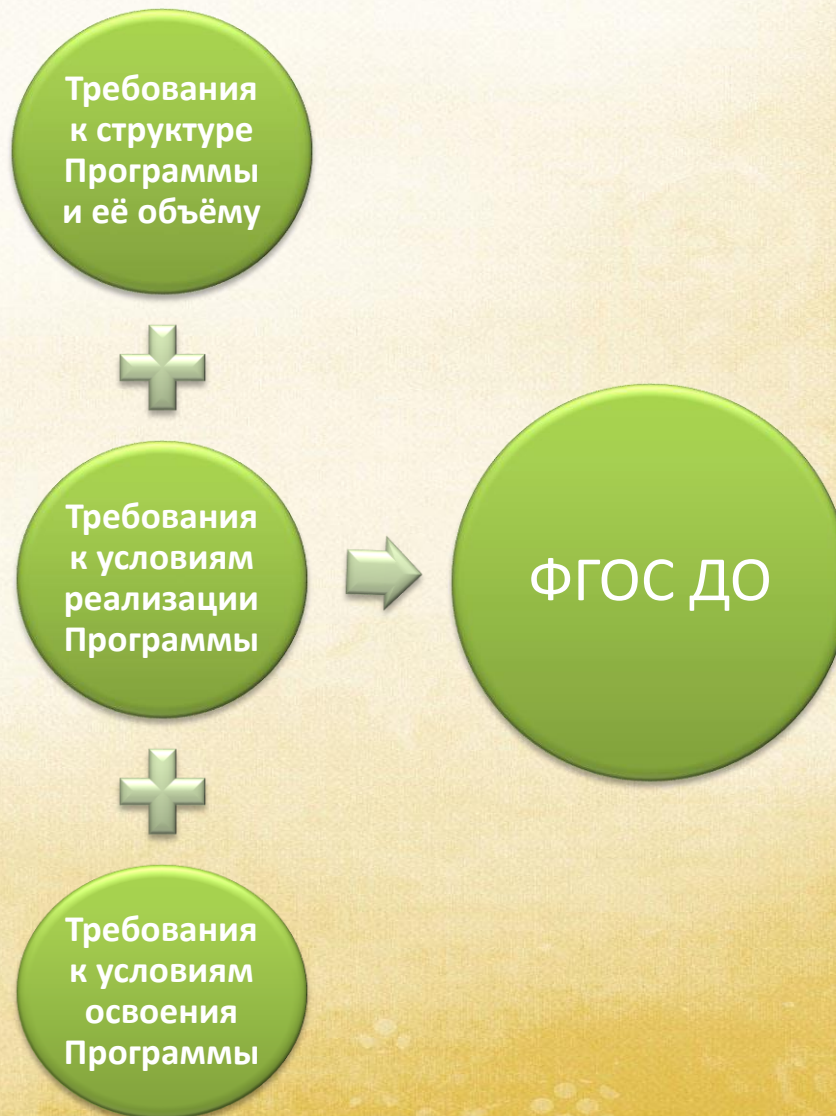 Требования
к структуре
Программы
и её объёму
Требования
к условиям
реализации
Программы
ФГОС ДО
Требования
к условиям
освоения
Программы